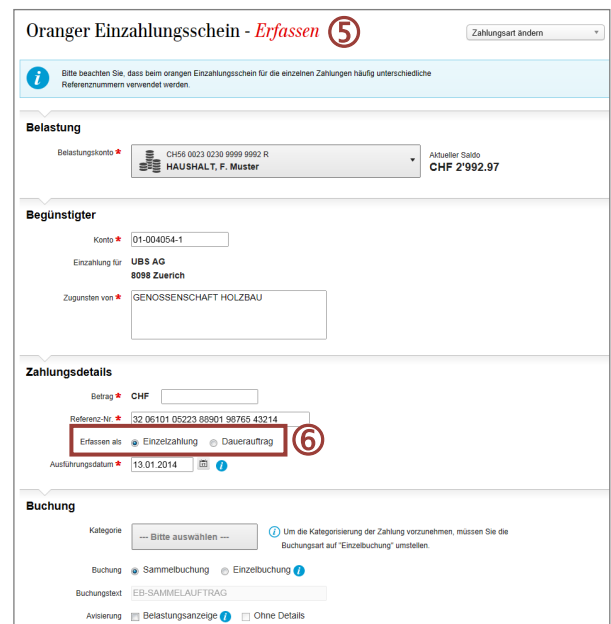 Oranger Einzahlungsschein - Erfassen ⑤ Zahlungsart ändern
Bitte beachten Sie, dass beim orangen Einzahlungsschein für die einzelnen Zahlungen häufig unterschiedliche
Referenznummern verwendet werden.
Belastung
Belastungskonto * CH56 0023 0230 9999 9992 R Aktueller Saldo
HAUSHALT, F. Muster CHF 2'992.97
Begünstigter
Konto * 01-004054-1
Einzahlung für UBS AG
8098 Zuerich
Zugunsten von * GENOSSENSCHAFT HOLZBAU
Zahlungsdetails
Betrag * CHF
Referenz-Nr. * 32 06101 05223 88901 98765 43214
Erfassen als Einzelzahlung Dauerauftrag ⑥
Ausführungsdatum * 13.01.2014
Buchung
Kategorie --- Bitte auswählen --- Um die Kategorisierung der Zahlung vorzunehmen, müssen Sie die
Buchungsart auf "Einzelbuchung" umstellen.
Buchung Sammelbuchung Einzelbuchung
Buchungstext EB-SAMMELAUFTRAG
Avisierung Belastungsanzeige Ohne Details